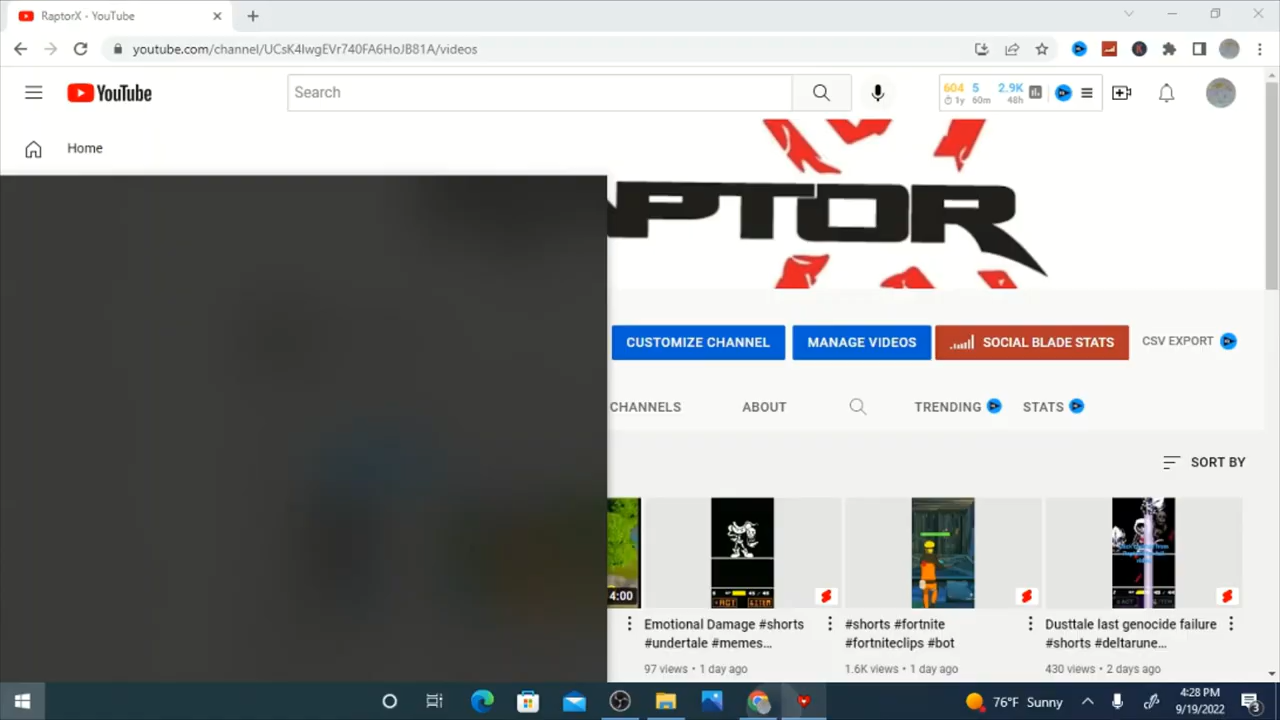 RaptorX - YouTube
youtube.com/channel/UCsK4IwgEVr740FA6HoJB81A/videos
YouTube
Search
604 5 2.9K
1y 60m 48h
Home
RAPTOR
CUSTOMIZE CHANNEL MANAGE VIDEOS SOCIAL BLADE STATS CSV EXPORT
CHANNELS ABOUT TRENDING STATS
SORT BY
4:00
Emotional Damage #shorts
#undertale #memes...
97 views • 1 day ago
#shorts #fortnite
#fortniteclips #bot
1.6K views • 1 day ago
Dusttale last genocide failure
#shorts #deltarune...
430 views • 2 days ago
76°F Sunny
4:28 PM
9/19/2022
3